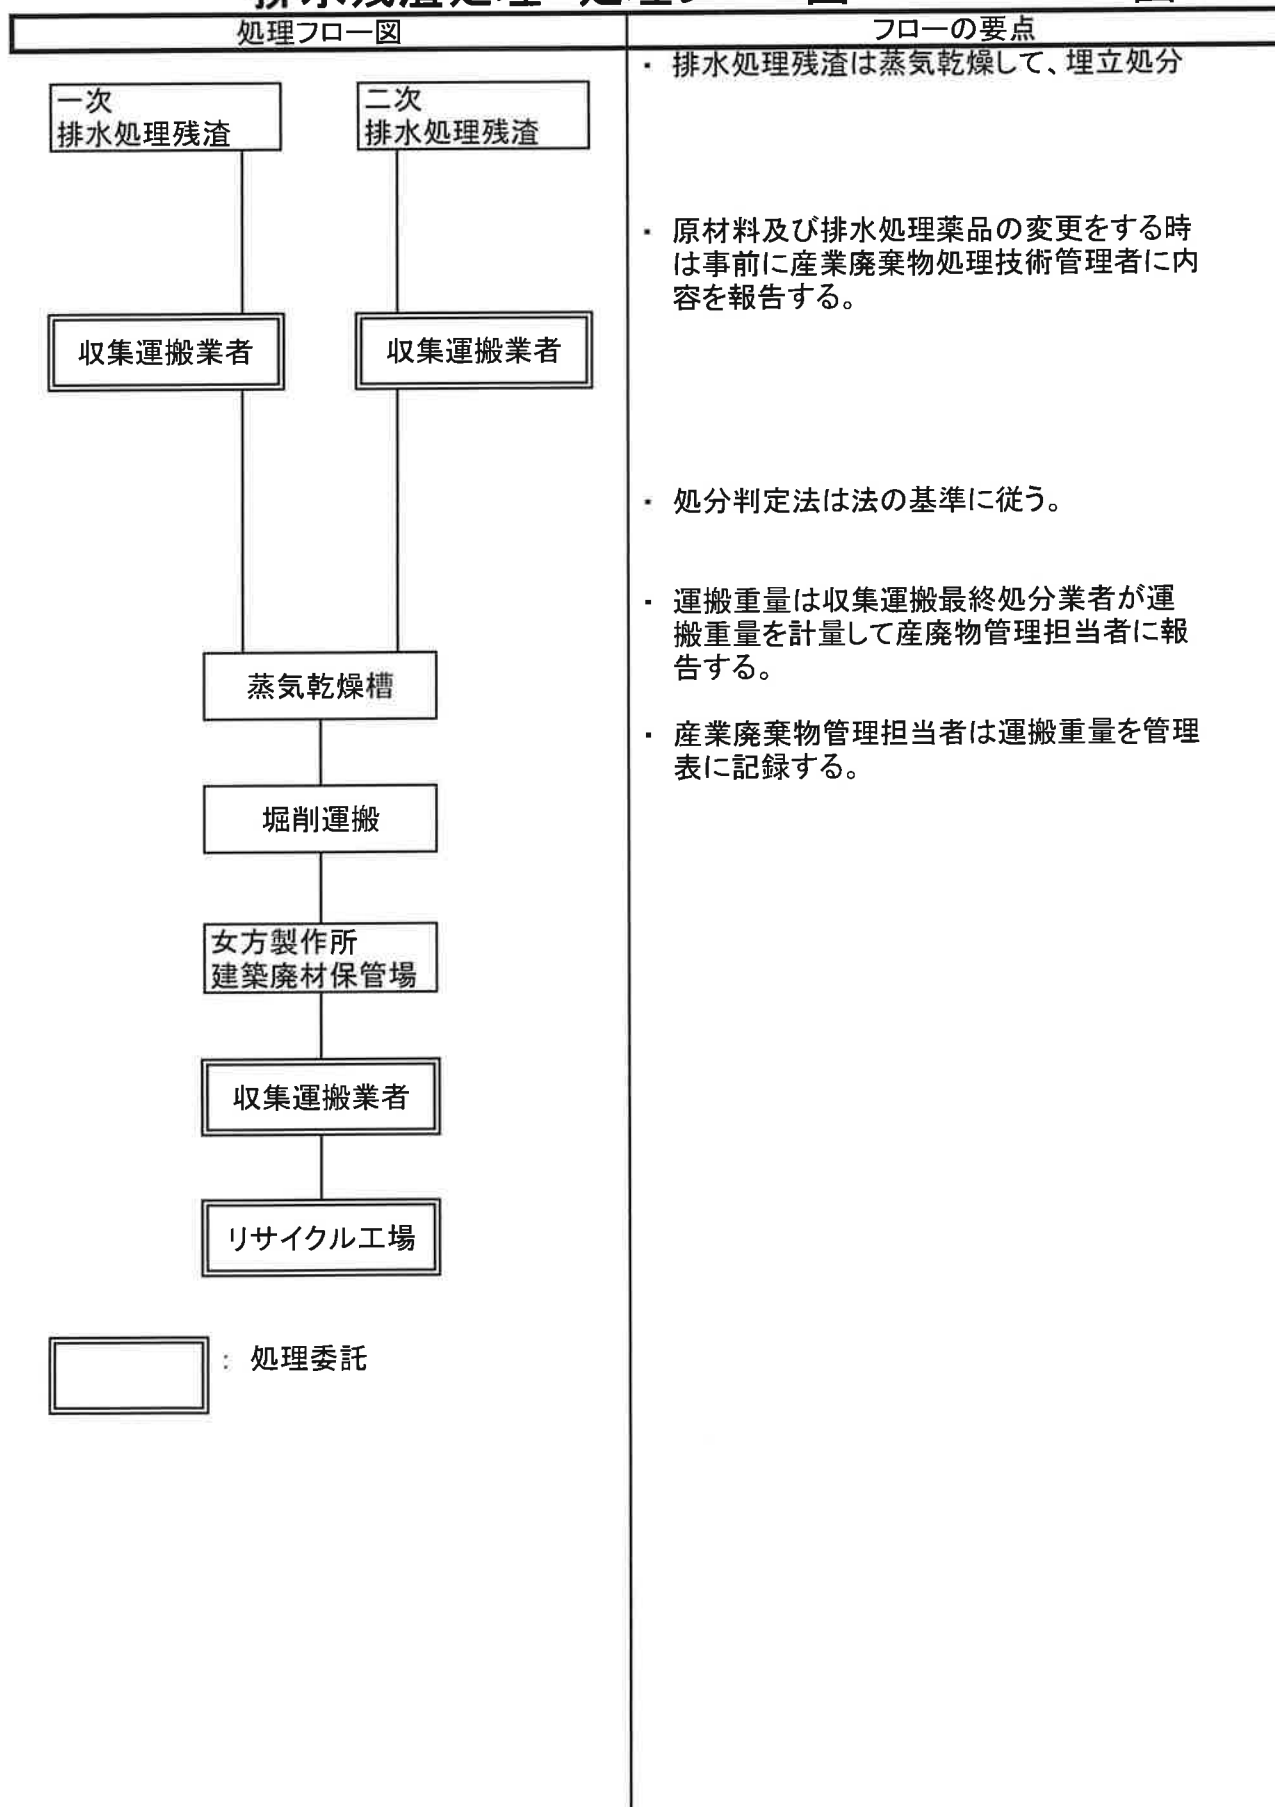 処理フロー図
フローの要点
一次
排水処理残渣
二次
排水処理残渣
収集運搬業者
収集運搬業者
蒸気乾燥槽
堀削運搬
女方製作所
建築廃材保管場
収集運搬業者
リサイクル工場
： 処理委託
・ 排水処理残渣は蒸気乾燥して、埋立処分
・ 原材料及び排水処理薬品の変更をする時
は事前に産業廃棄物処理技術管理者に内
容を報告する。
・ 処分判定法は法の基準に従う。
・ 運搬重量は収集運搬最終処分業者が運
搬重量を計量して産廃物管理担当者に報
告する。
・ 産業廃棄物管理担当者は運搬重量を管理
表に記録する。